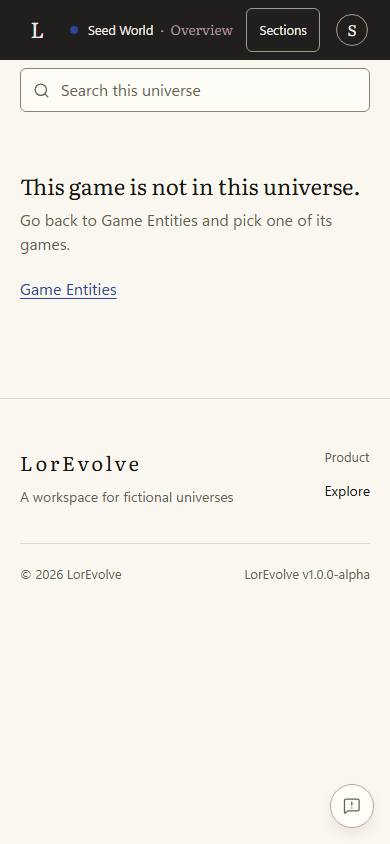 L Seed World · Overview Sections S
Search this universe
This game is not in this universe.
Go back to Game Entities and pick one of its
games.
Game Entities
LorEvolve
A workspace for fictional universes
Product
Explore
© 2026 LorEvolve
LorEvolve v1.0.0-alpha